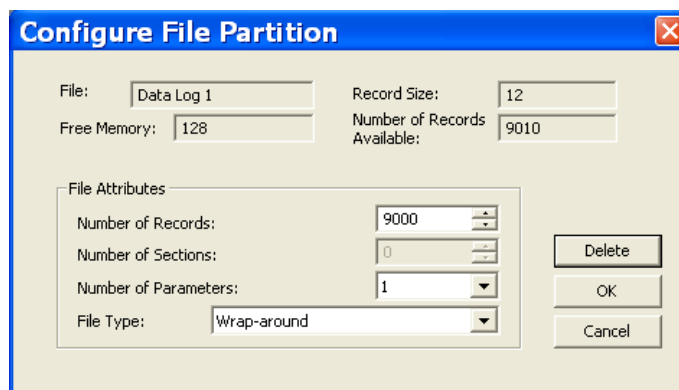 Configure File Partition
File: Data Log 1 Record Size: 12
Free Memory: 128 Number of Records Available: 9010
File Attributes
Number of Records: 9000
Number of Sections: 0
Number of Parameters: 1
File Type: Wrap-around
Delete
OK
Cancel